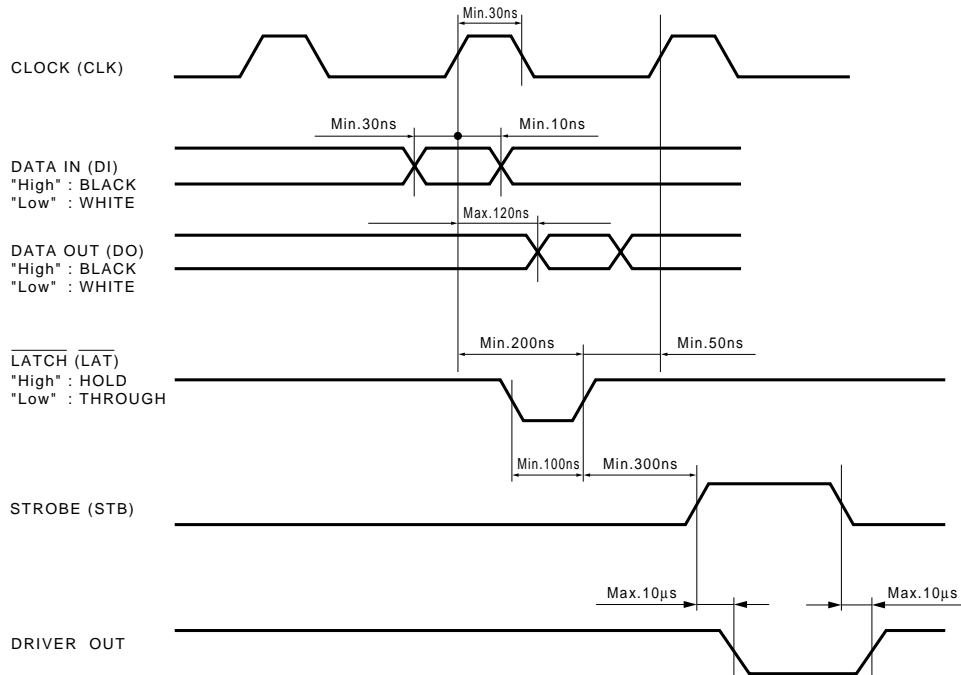 Min.30ns
CLOCK (CLK)
Min.30ns
Min.10ns
DATA IN (DI)
"High" : BLACK
"Low" : WHITE
Max.120ns
DATA OUT (DO)
"High" : BLACK
"Low" : WHITE
Min.200ns
Min.50ns
LATCH (LAT)
"High" : HOLD
"Low" : THROUGH
Min.100ns
Min.300ns
STROBE (STB)
Max.10µs
Max.10µs
DRIVER OUT